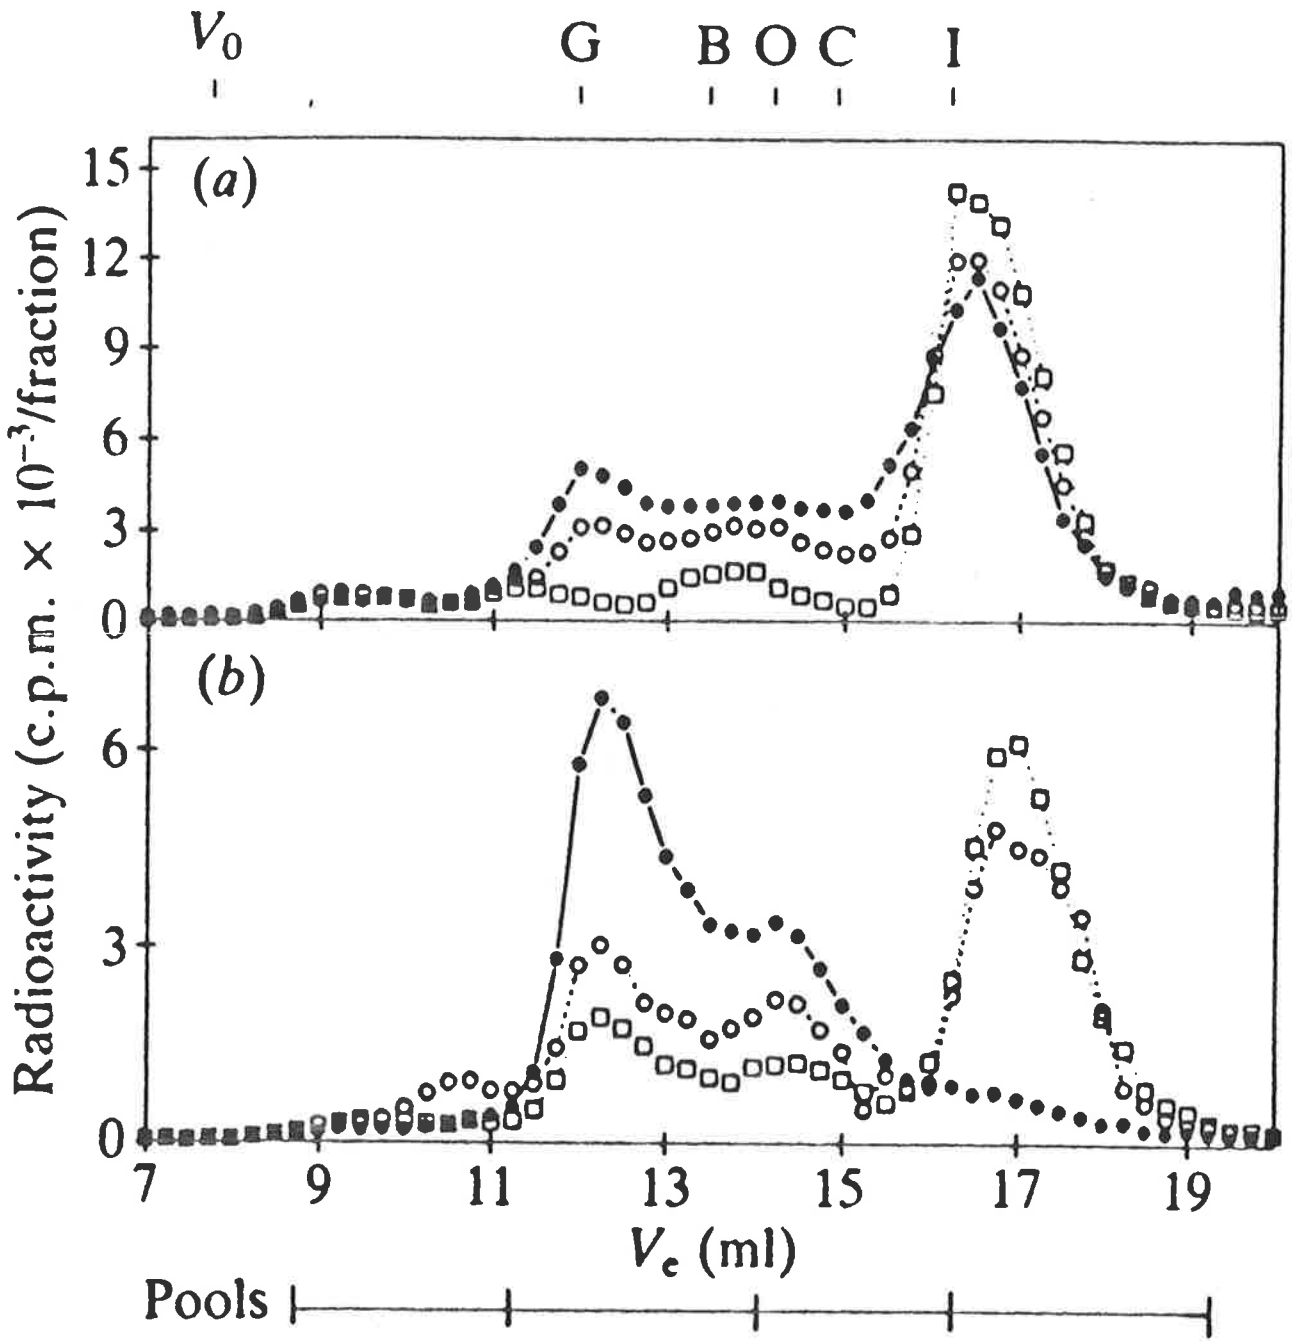 V₀ G B O C I
(a)
15
12
9
6
3
0
(b)
6
3
0
Radioactivity (c.p.m. × 10⁻³/fraction)
7 9 11 13 15 17 19
Vₑ (ml)
Pools